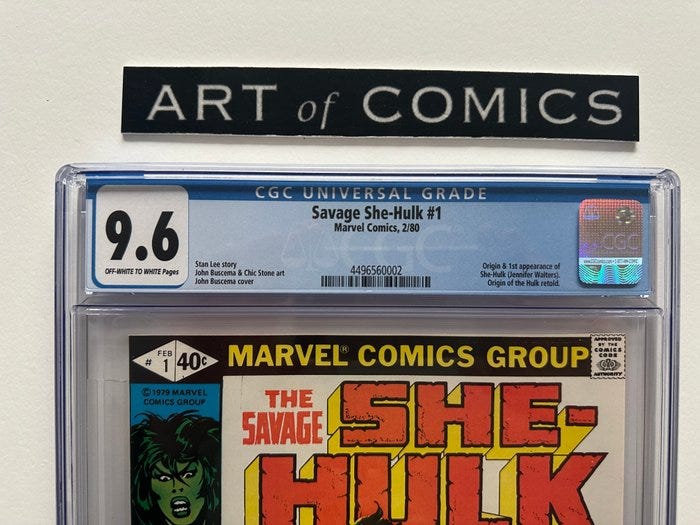 ART of COMICS
CGC UNIVERSAL GRADE
9.6
OFF-WHITE TO WHITE Pages
Savage She-Hulk #1
Marvel Comics, 2/80
Stan Lee story
John Buscema & Chic Stone art
John Buscema cover
4496560002
Origin & 1st appearance of
She-Hulk (Jennifer Walters).
Origin of the Hulk retold.
CGC
# 1 FEB 40¢
MARVEL® COMICS GROUP
APPROVED
BY THE
COMICS
CODE
AUTHORITY
©1979 MARVEL
COMICS GROUP
THE
SAVAGE
SHE-
HULK